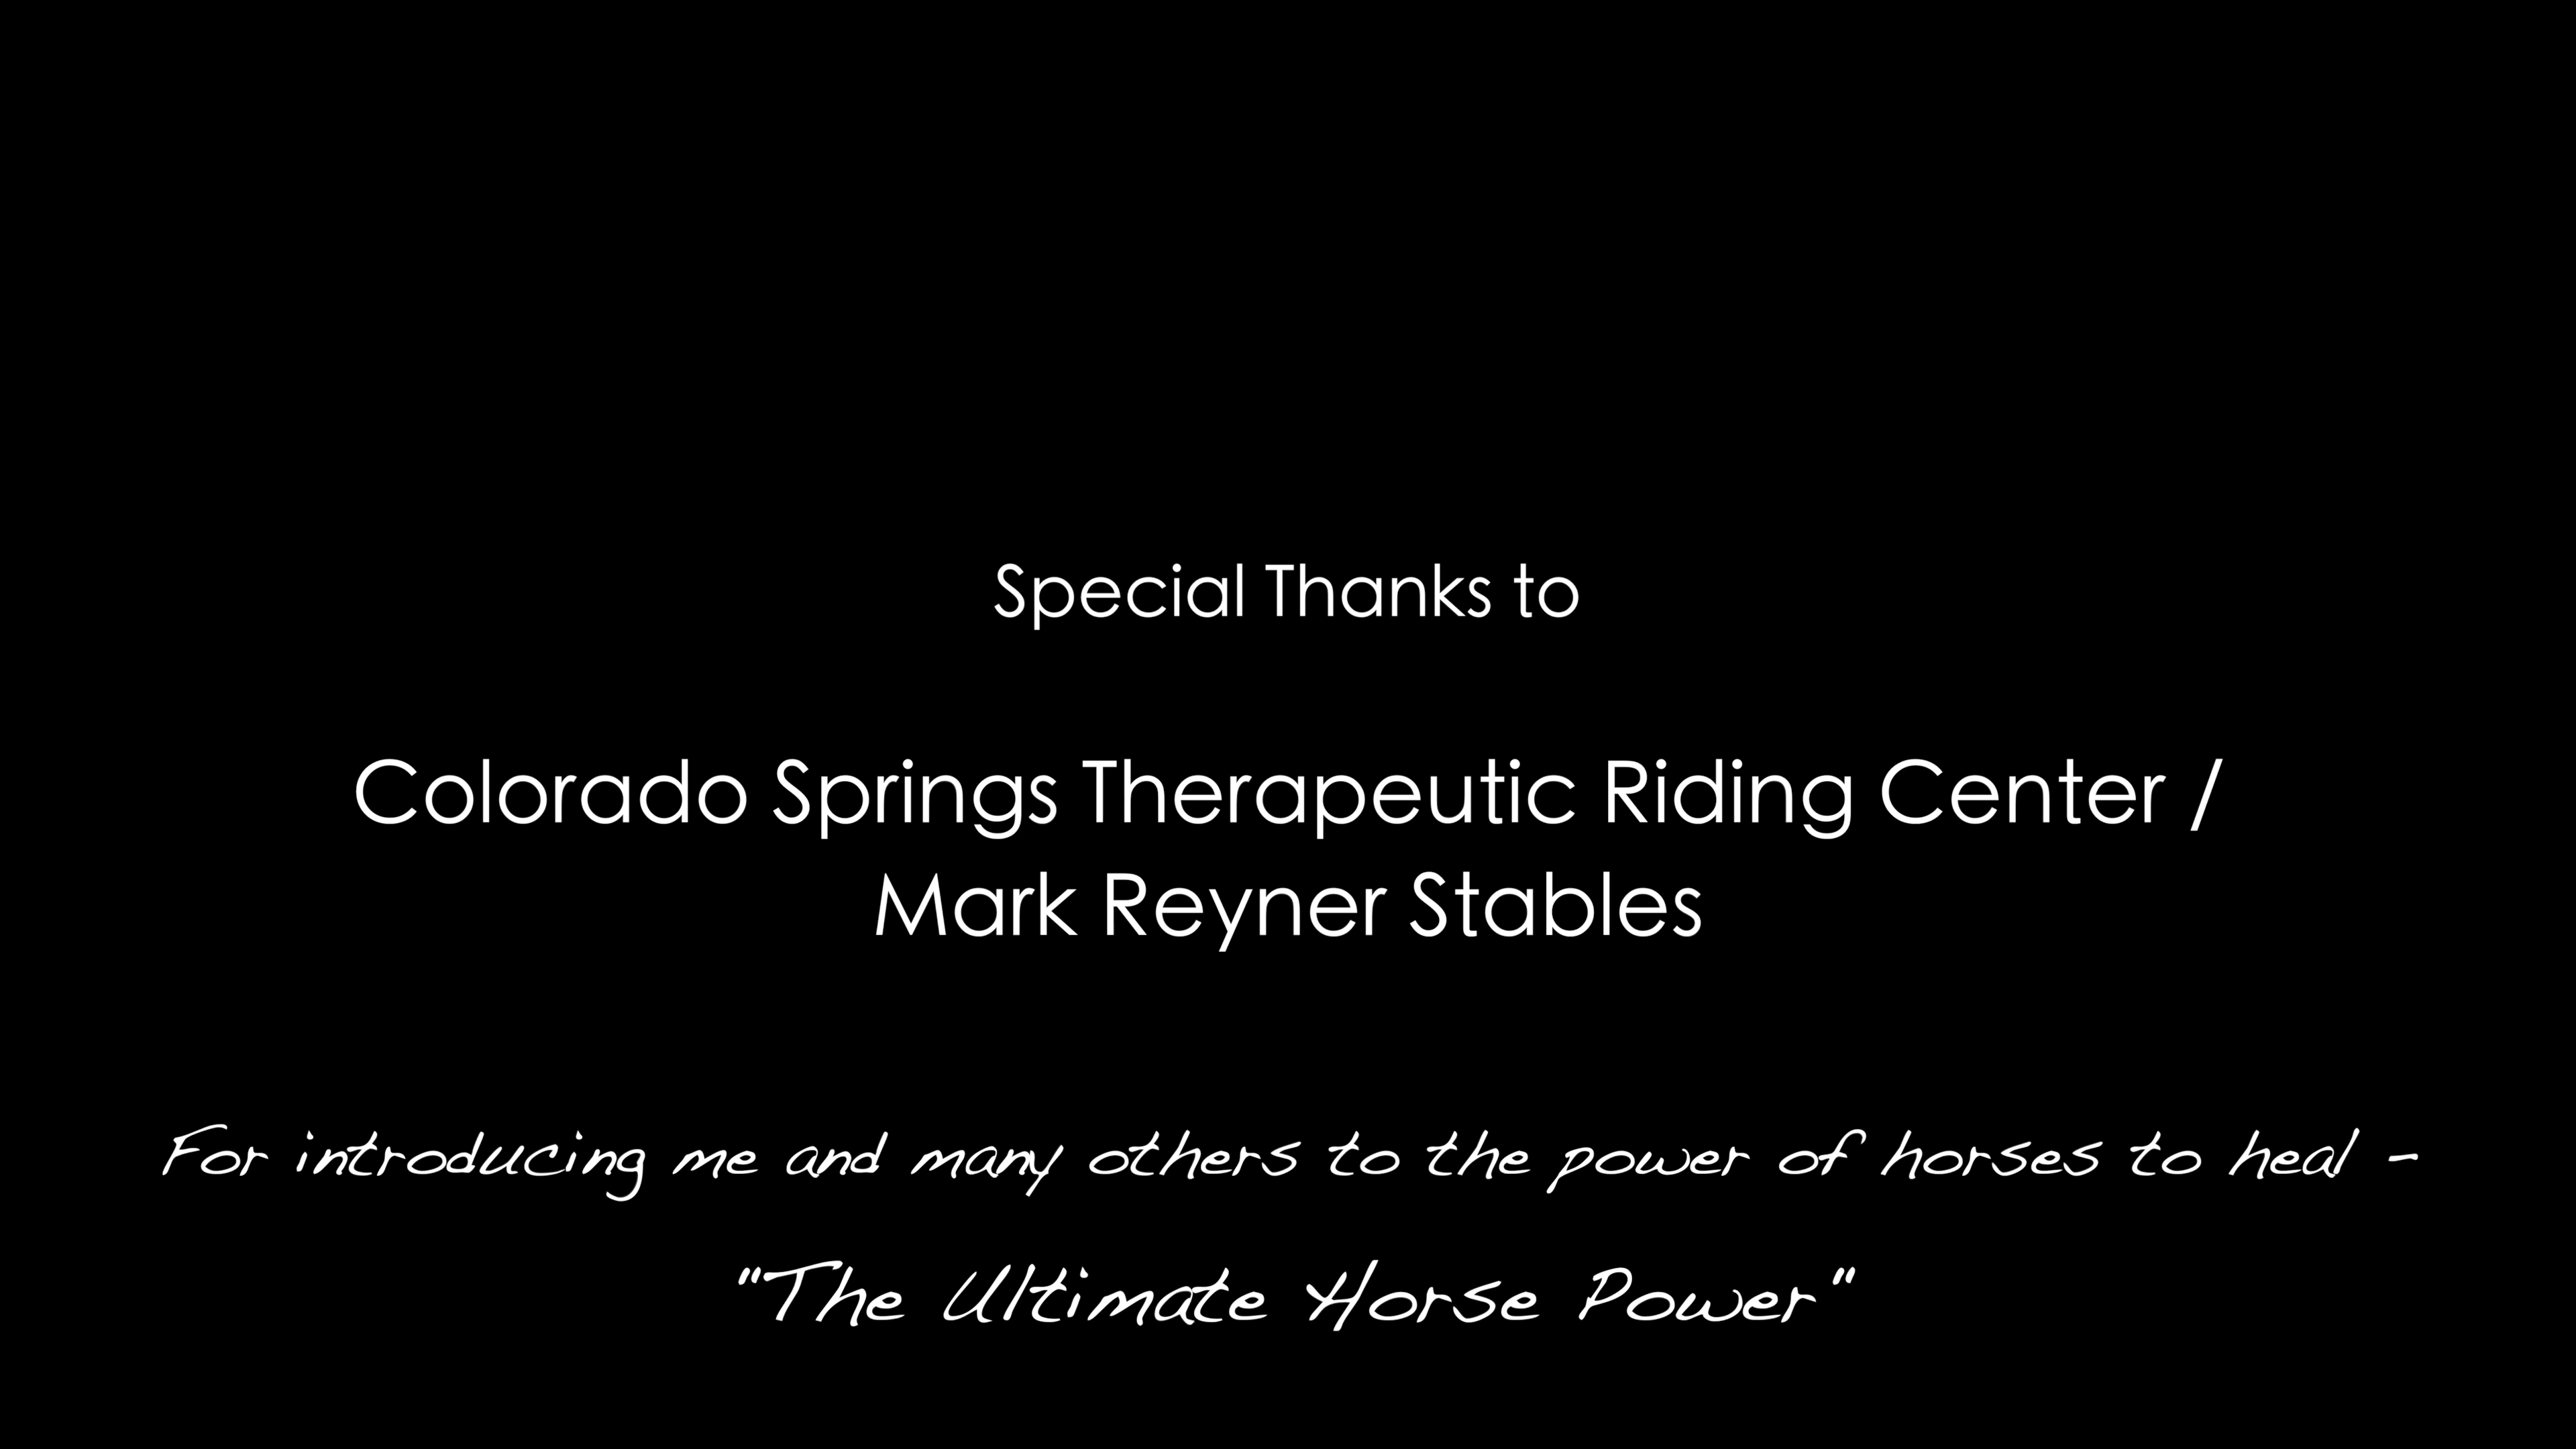 Special Thanks to
Colorado Springs Therapeutic Riding Center /
Mark Reyner Stables
For introducing me and many others to the power of horses to heal -
"The Ultimate Horse Power"